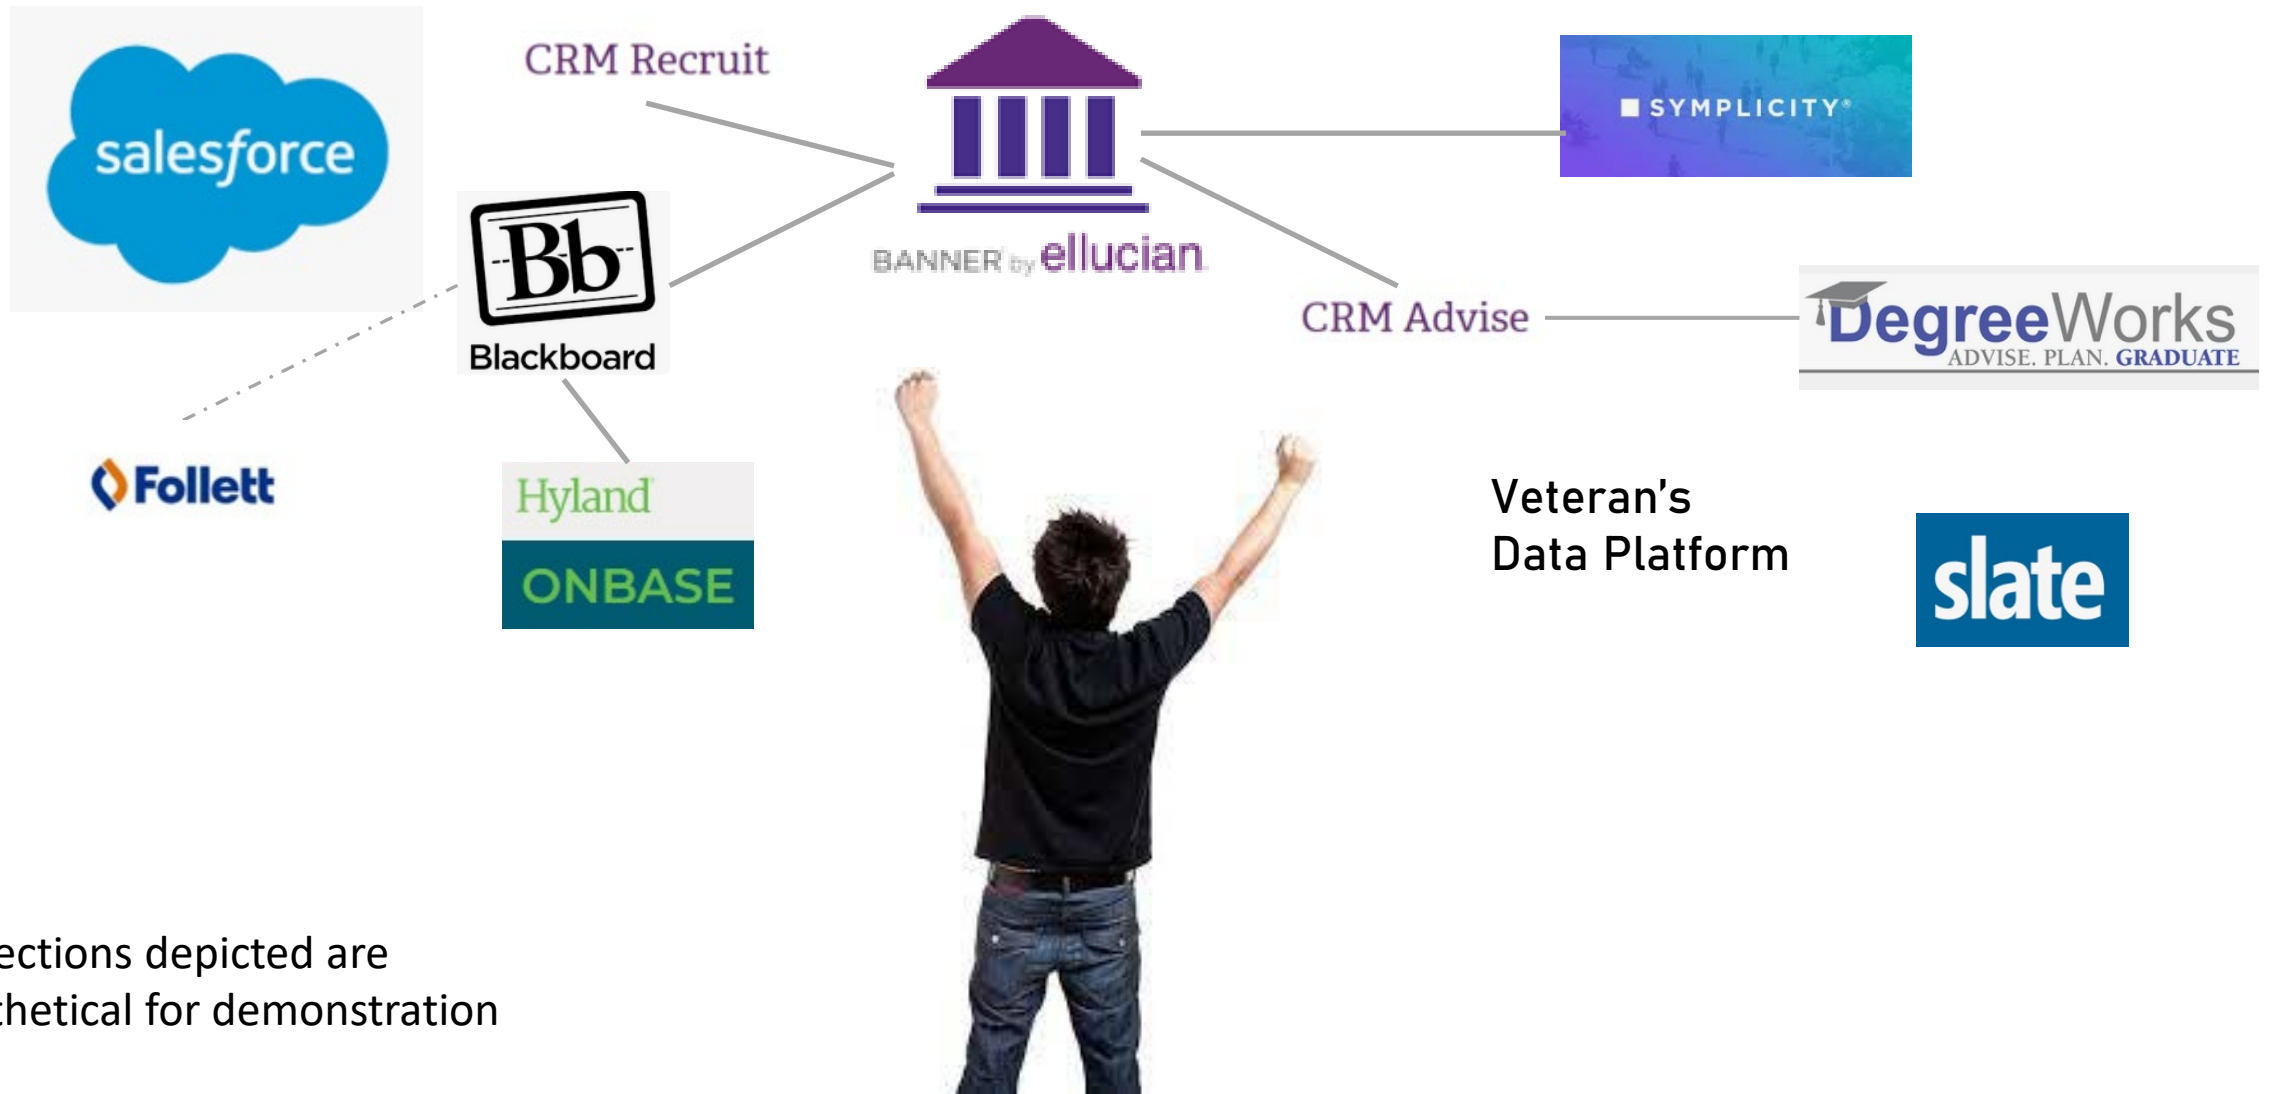 salesforce
CRM Recruit
BANNER by ellucian
SYMPLICITY®
Bb
Blackboard
CRM Advise
DegreeWorks
ADVISE. PLAN. GRADUATE
Follett
Hyland
ONBASE
Veteran's
Data Platform
slate
ections depicted are
thetical for demonstration